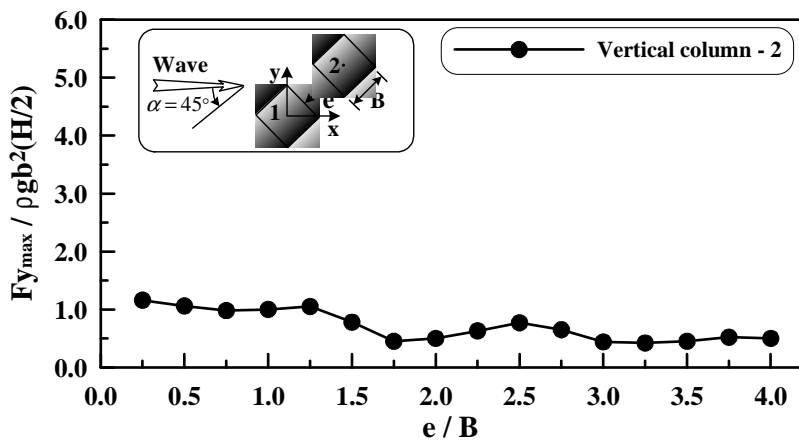 6.0
5.0
4.0
3.0
2.0
1.0
0.0
Fymax / ρgb²(H/2)
Wave
α = 45°
y
x
1
2·
e
B
Vertical column - 2
0.0 0.5 1.0 1.5 2.0 2.5 3.0 3.5 4.0
e / B